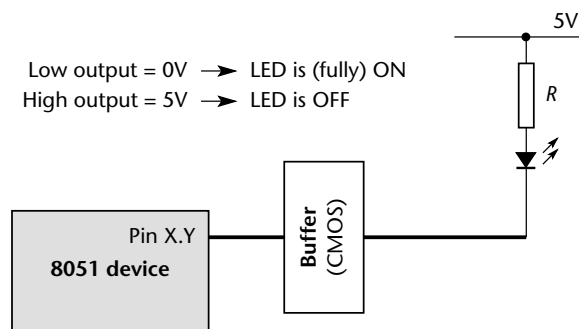 5V
Low output = 0V → LED is (fully) ON
High output = 5V → LED is OFF
R
Buffer
(CMOS)
Pin X.Y
8051 device